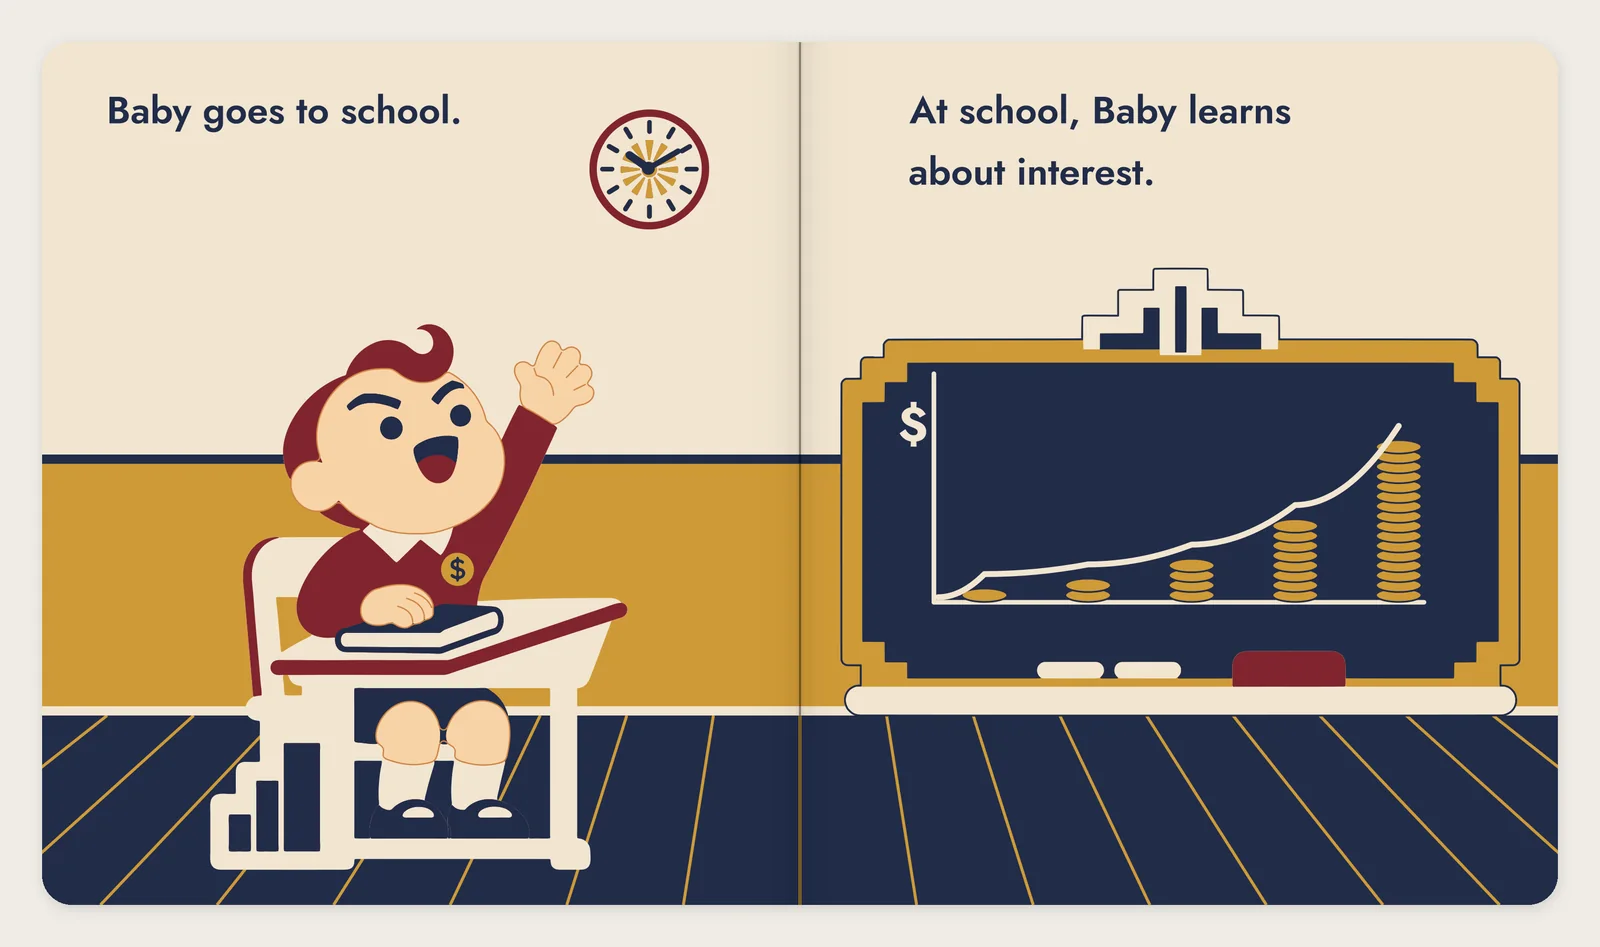 Baby goes to school.
At school, Baby learns
about interest.
$
$